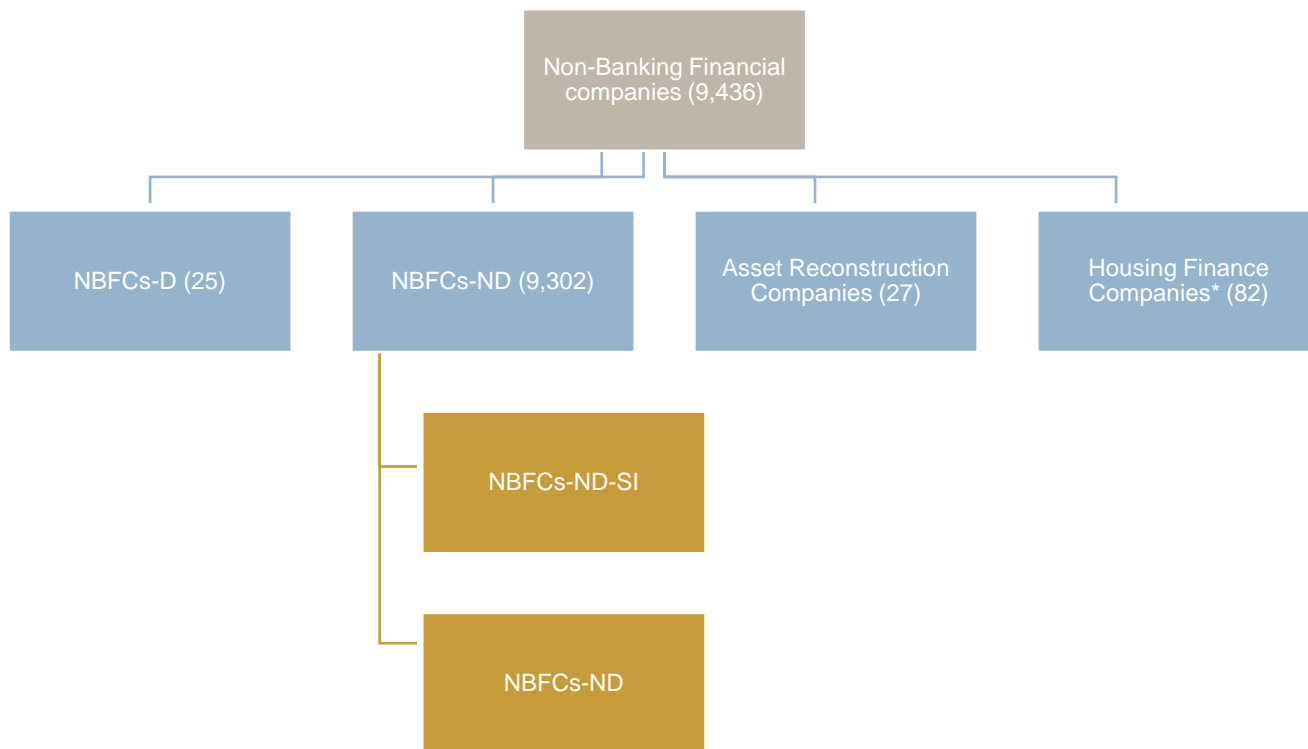 Non-Banking Financial
companies (9,436)
NBFCs-D (25)
NBFCs-ND (9,302)
Asset Reconstruction
Companies (27)
Housing Finance
Companies* (82)
NBFCs-ND-SI
NBFCs-ND